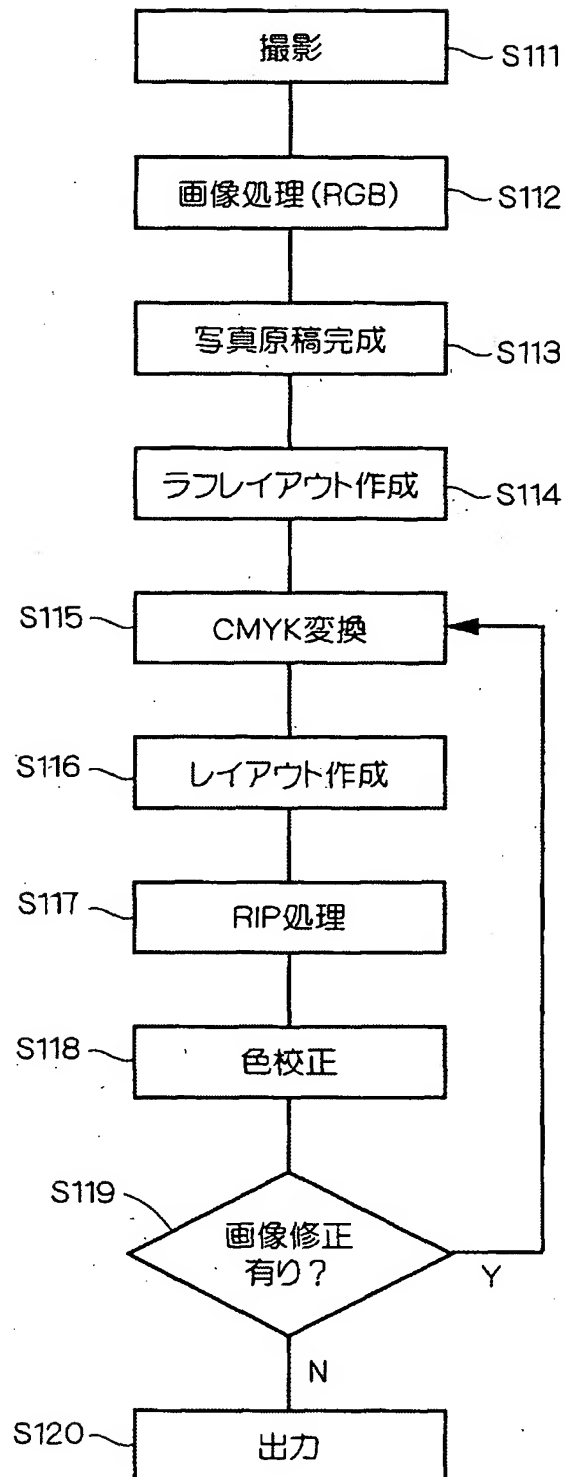 撮影
S111
画像処理(RGB)
S112
写真原稿完成
S113
ラフレイアウト作成
S114
S115
CMYK変換
S116
レイアウト作成
S117
RIP処理
S118
色校正
S119
画像修正
有り?
Y
N
S120
出力